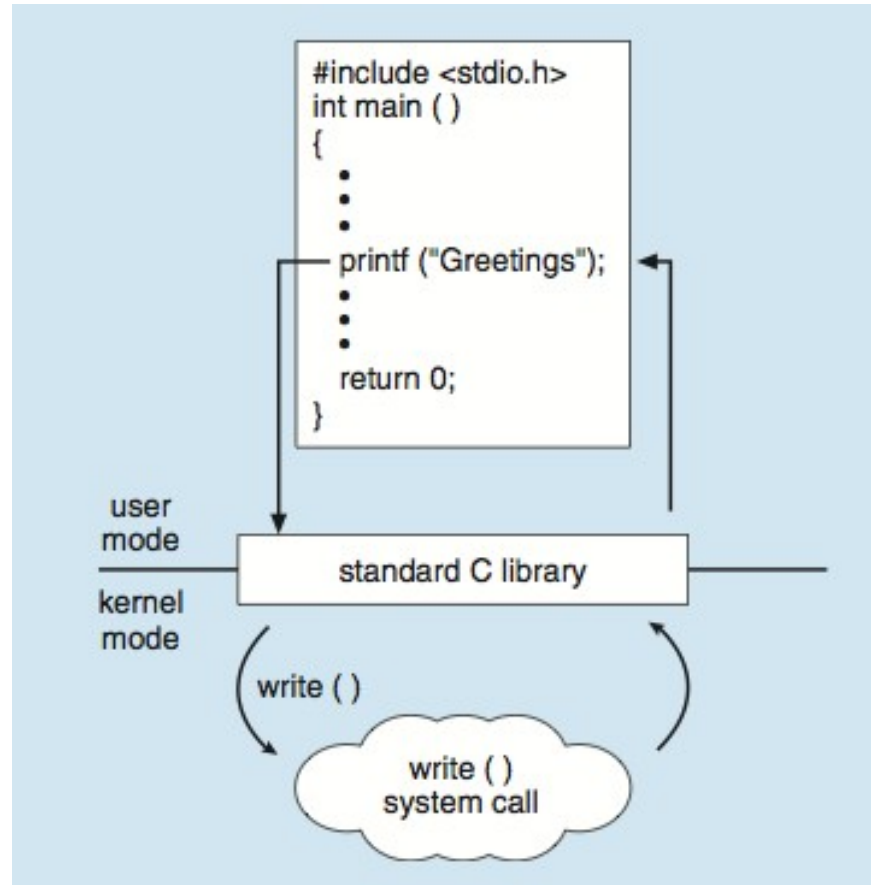 #include <stdio.h>
int main ( )
{
•
•
•
printf ("Greetings");
•
•
•
return 0;
}
user
mode
standard C library
kernel
mode
write ( )
write ( )
system call